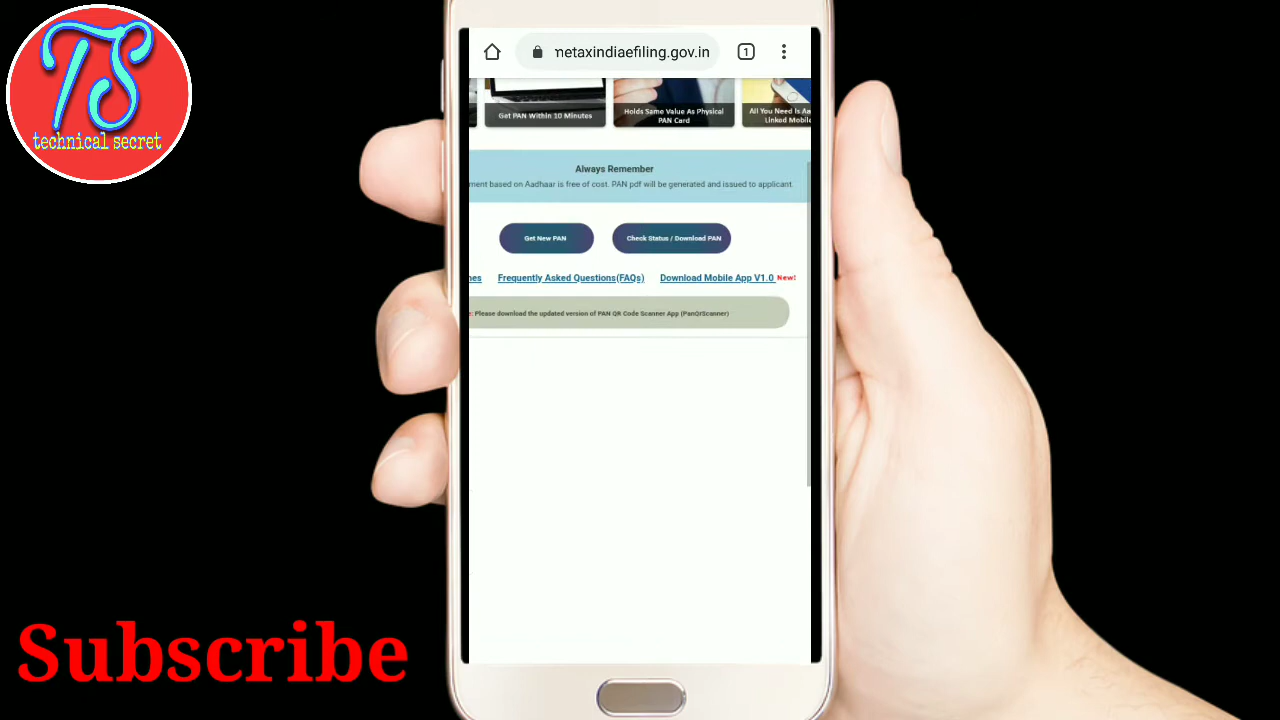 TS
technical secret
netaxindiaefiling.gov.in
1
Get PAN Within 10 Minutes
Holds Same Value As Physical
PAN Card
All You Need Is
Linked Mobile
Always Remember
ment based on Aadhaar is free of cost. PAN pdf will be generated and issued to applicant.
Get New PAN
Check Status / Download PAN
nes Frequently Asked Questions(FAQs) Download Mobile App V1.0 New!
e: Please download the updated version of PAN QR Code Scanner App (PanQrScanner)
Subscribe